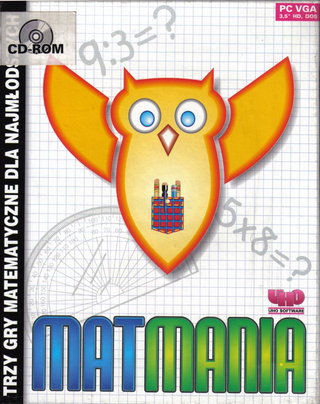 CD-ROM
PC VGA
3,5" HD, DOS
9:3=?
TRZY GRY MATEMATYCZNE DLA NAJMŁODSZYCH
5x8=?
UHO
UHO SOFTWARE
MATMANIA